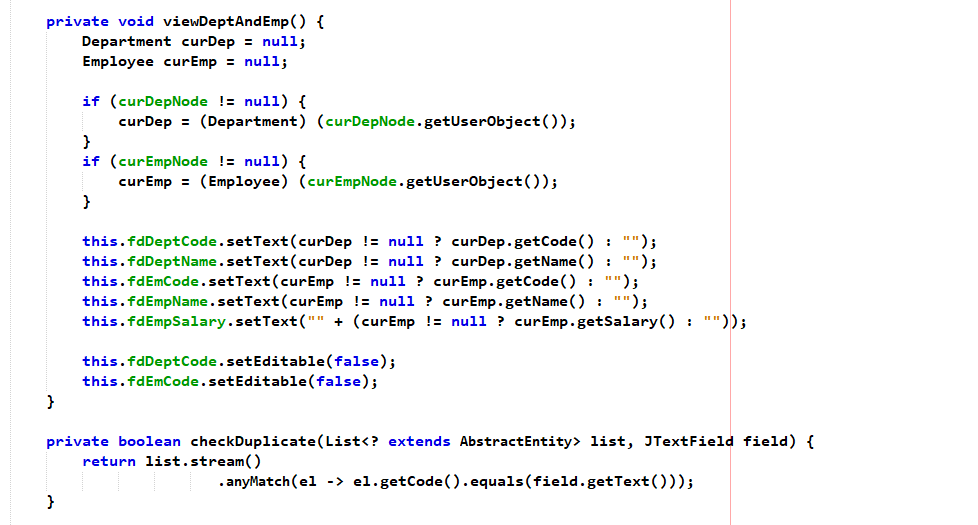 private void viewDeptAndEmp() {
    Department curDep = null;
    Employee curEmp = null;

    if (curDepNode != null) {
        curDep = (Department) (curDepNode.getUserObject());
    }
    if (curEmpNode != null) {
        curEmp = (Employee) (curEmpNode.getUserObject());
    }

    this.fdDeptCode.setText(curDep != null ? curDep.getCode() : "");
    this.fdDeptName.setText(curDep != null ? curDep.getName() : "");
    this.fdEmCode.setText(curEmp != null ? curEmp.getCode() : "");
    this.fdEmpName.setText(curEmp != null ? curEmp.getName() : "");
    this.fdEmpSalary.setText("" + (curEmp != null ? curEmp.getSalary() : ""));

    this.fdDeptCode.setEditable(false);
    this.fdEmCode.setEditable(false);
}

private boolean checkDuplicate(List<? extends AbstractEntity> list, JTextField field) {
    return list.stream()
                   .anyMatch(el -> el.getCode().equals(field.getText()));
}